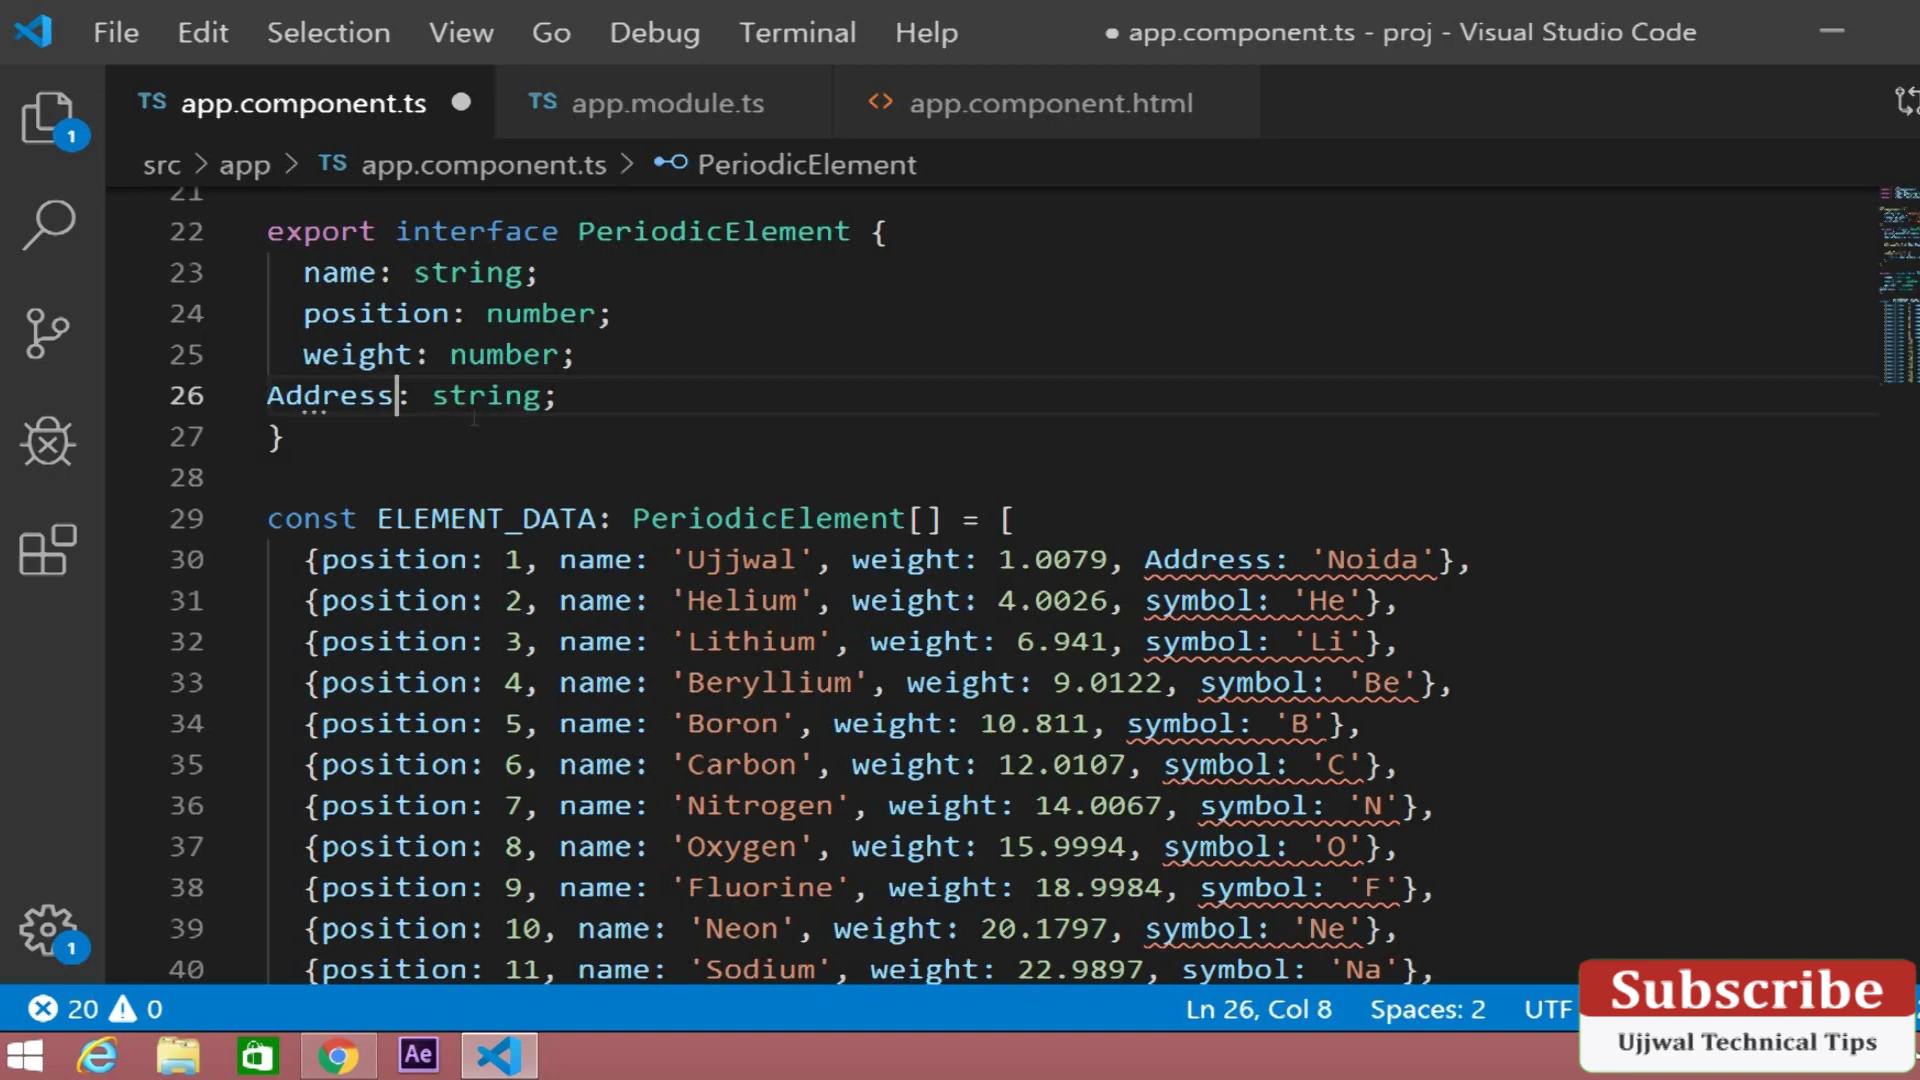 File Edit Selection View Go Debug Terminal Help ● app.component.ts - proj - Visual Studio Code
TS app.component.ts ● TS app.module.ts <> app.component.html
1
src > app > TS app.component.ts > PeriodicElement
21
22 export interface PeriodicElement {
23 name: string;
24 position: number;
25 weight: number;
26 Address: string;
27 }
28
29 const ELEMENT_DATA: PeriodicElement[] = [
30 {position: 1, name: 'Ujjwal', weight: 1.0079, Address: 'Noida'},
31 {position: 2, name: 'Helium', weight: 4.0026, symbol: 'He'},
32 {position: 3, name: 'Lithium', weight: 6.941, symbol: 'Li'},
33 {position: 4, name: 'Beryllium', weight: 9.0122, symbol: 'Be'},
34 {position: 5, name: 'Boron', weight: 10.811, symbol: 'B'},
35 {position: 6, name: 'Carbon', weight: 12.0107, symbol: 'C'},
36 {position: 7, name: 'Nitrogen', weight: 14.0067, symbol: 'N'},
37 {position: 8, name: 'Oxygen', weight: 15.9994, symbol: 'O'},
38 {position: 9, name: 'Fluorine', weight: 18.9984, symbol: 'F'},
39 {position: 10, name: 'Neon', weight: 20.1797, symbol: 'Ne'},
40 {position: 11, name: 'Sodium', weight: 22.9897, symbol: 'Na'},
1
20 0 Ln 26, Col 8 Spaces: 2 UTF
Subscribe
Ujjwal Technical Tips
Ae